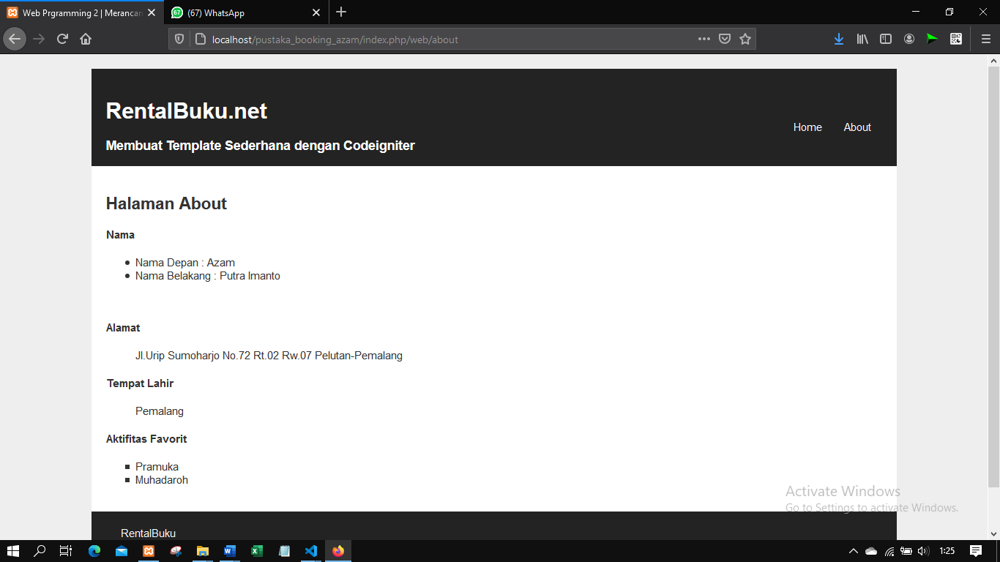 Web Prgramming 2 | Merancan
67
(67) WhatsApp
localhost/pustaka_booking_azam/index.php/web/about
RentalBuku.net
Membuat Template Sederhana dengan Codeigniter
Home
About
Halaman About
Nama
Nama Depan : Azam
Nama Belakang : Putra Imanto
Alamat
Jl.Urip Sumoharjo No.72 Rt.02 Rw.07 Pelutan-Pemalang
Tempat Lahir
Pemalang
Aktifitas Favorit
Pramuka
Muhadaroh
Activate Windows
Go to Settings to activate Windows.
RentalBuku
1:25